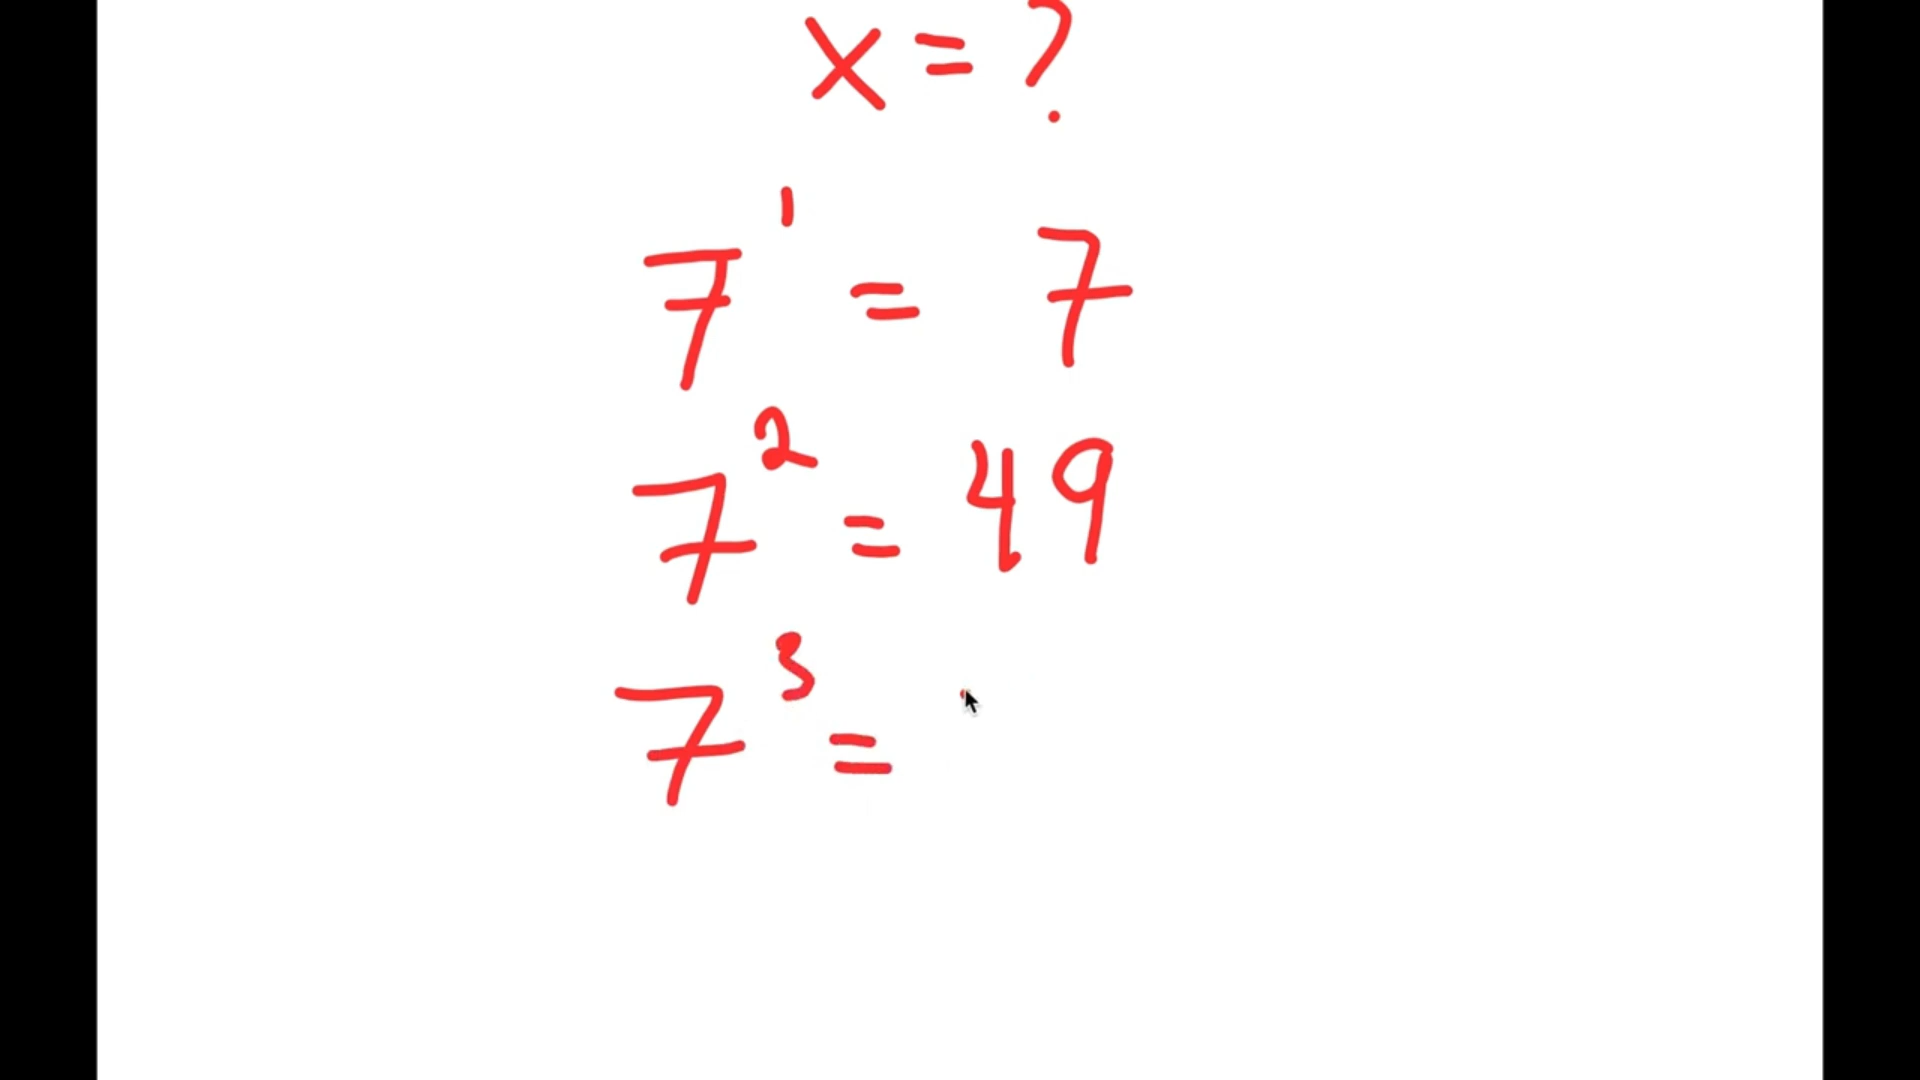 x = ?
7¹ = 7
7² = 49
7³ =